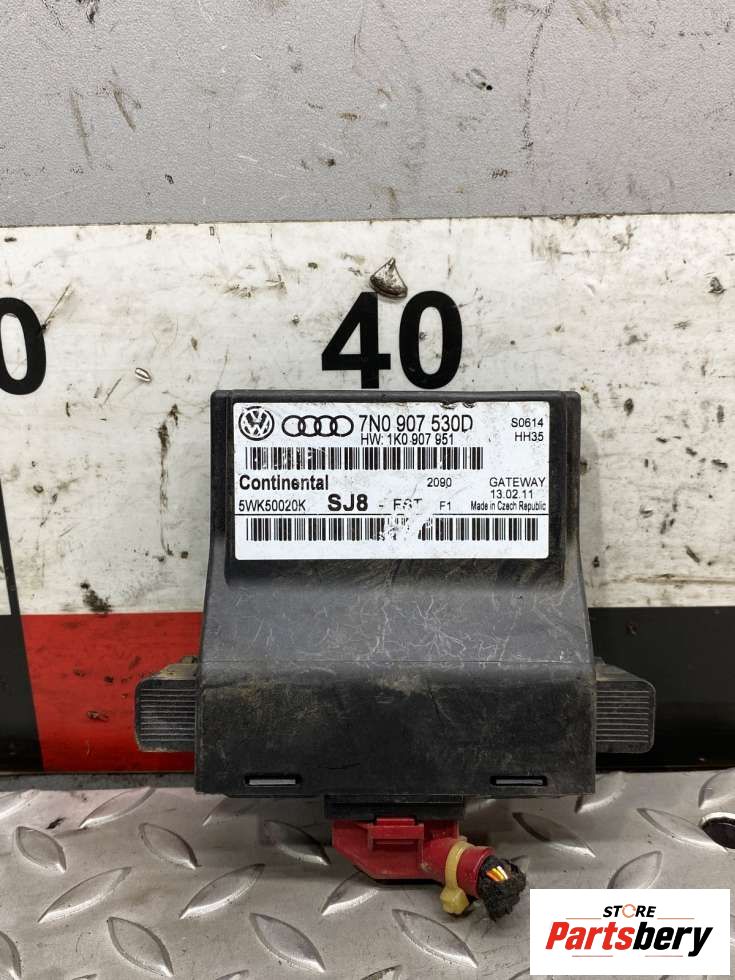 0
40
7N0 907 530D
S0614
HW: 1K0 907 951
HH35
Continental
2090
GATEWAY
13.02.11
5WK50020K
SJ8 - EST F1
Made in Czech Republic
STORE
Partsbery